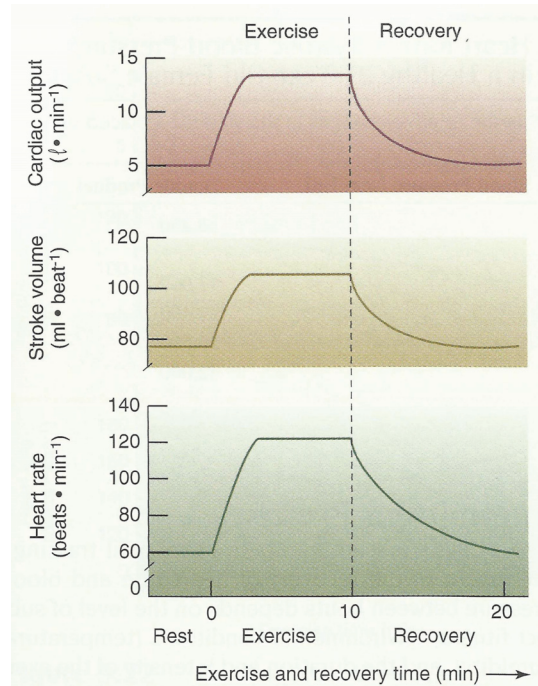 Exercise Recovery
Cardiac output
(ℓ • min⁻¹)
15
10
5
Stroke volume
(ml • beat⁻¹)
120
100
80
Heart rate
(beats • min⁻¹)
140
120
100
80
60
0
0 10 20
Rest Exercise Recovery
Exercise and recovery time (min)